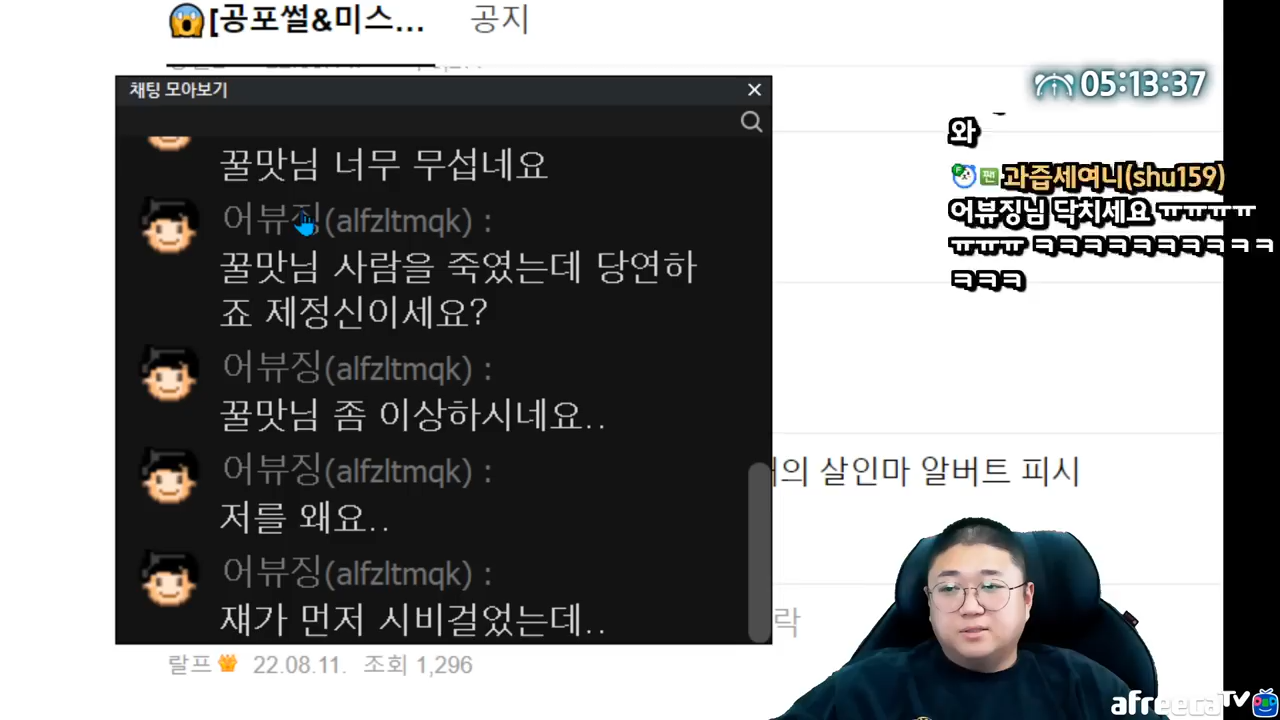 😱[공포썰&미스... 공지
채팅 모아보기
꿀맛님 너무 무섭네요
어뷰징(alfzltmqk) :
꿀맛님 사람을 죽였는데 당연하
죠 제정신이세요?
어뷰징(alfzltmqk) :
꿀맛님 좀 이상하시네요..
어뷰징(alfzltmqk) :
저를 왜요..
어뷰징(alfzltmqk) :
쟤가 먼저 시비걸었는데..
05:13:37
와
과즙세여니(shu159)
어뷰징님 닥치세요 ㅠㅠㅠㅠ
ㅠㅠㅠ ㅋㅋㅋㅋㅋㅋㅋㅋㅋㅋ
ㅋㅋㅋ
의 살인마 알버트 피시
락
랄프 22.08.11. 조회 1,296
afreecaTV